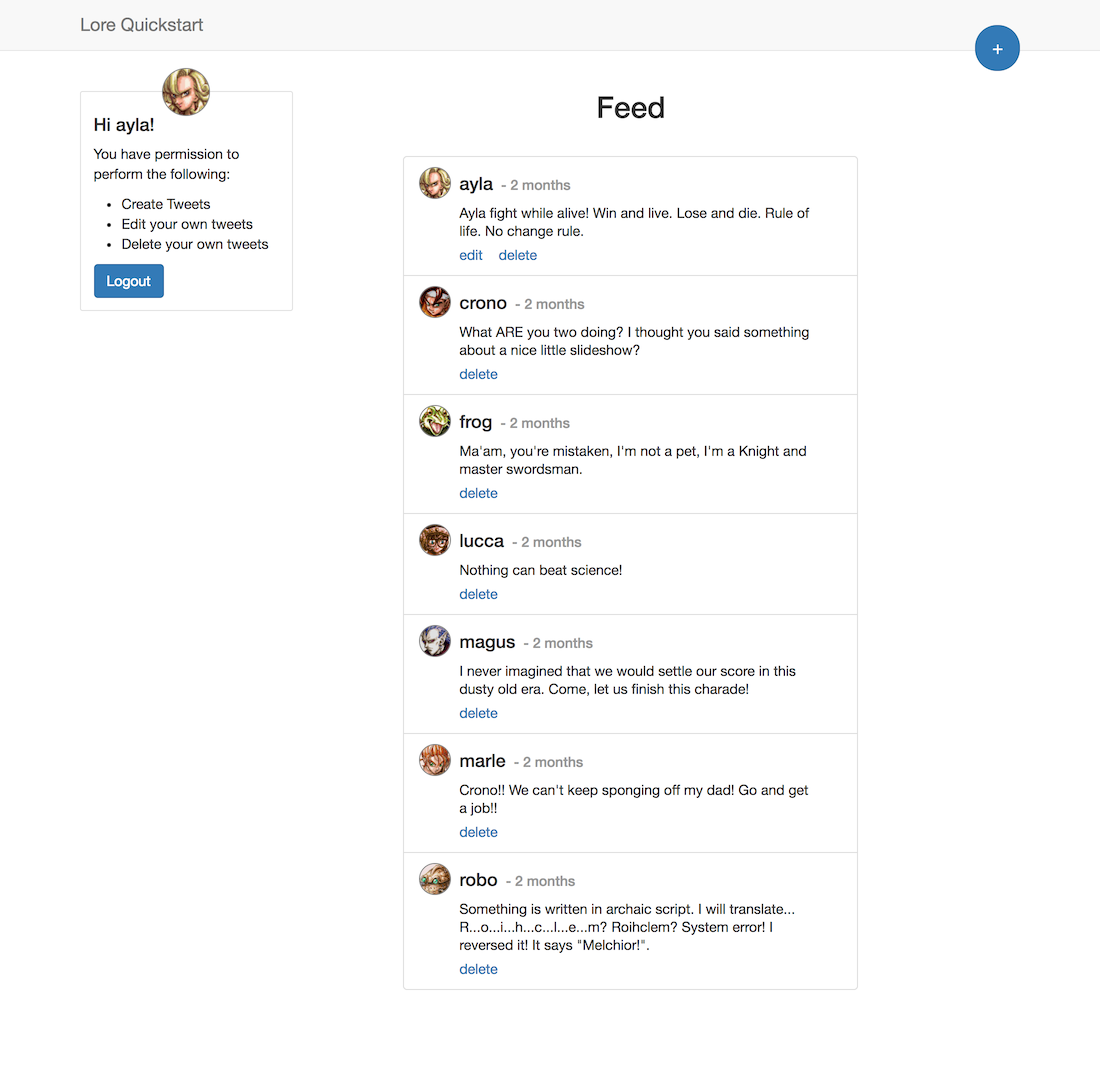 Lore Quickstart
+
Hi ayla!
You have permission to
perform the following:
• Create Tweets
• Edit your own tweets
• Delete your own tweets
Logout
Feed
ayla - 2 months
Ayla fight while alive! Win and live. Lose and die. Rule of
life. No change rule.
edit delete
crono - 2 months
What ARE you two doing? I thought you said something
about a nice little slideshow?
delete
frog - 2 months
Ma'am, you're mistaken, I'm not a pet, I'm a Knight and
master swordsman.
delete
lucca - 2 months
Nothing can beat science!
delete
magus - 2 months
I never imagined that we would settle our score in this
dusty old era. Come, let us finish this charade!
delete
marle - 2 months
Crono!! We can't keep sponging off my dad! Go and get
a job!!
delete
robo - 2 months
Something is written in archaic script. I will translate...
R...o...i...h...c...l...e...m? Roihclem? System error! I
reversed it! It says "Melchior!".
delete